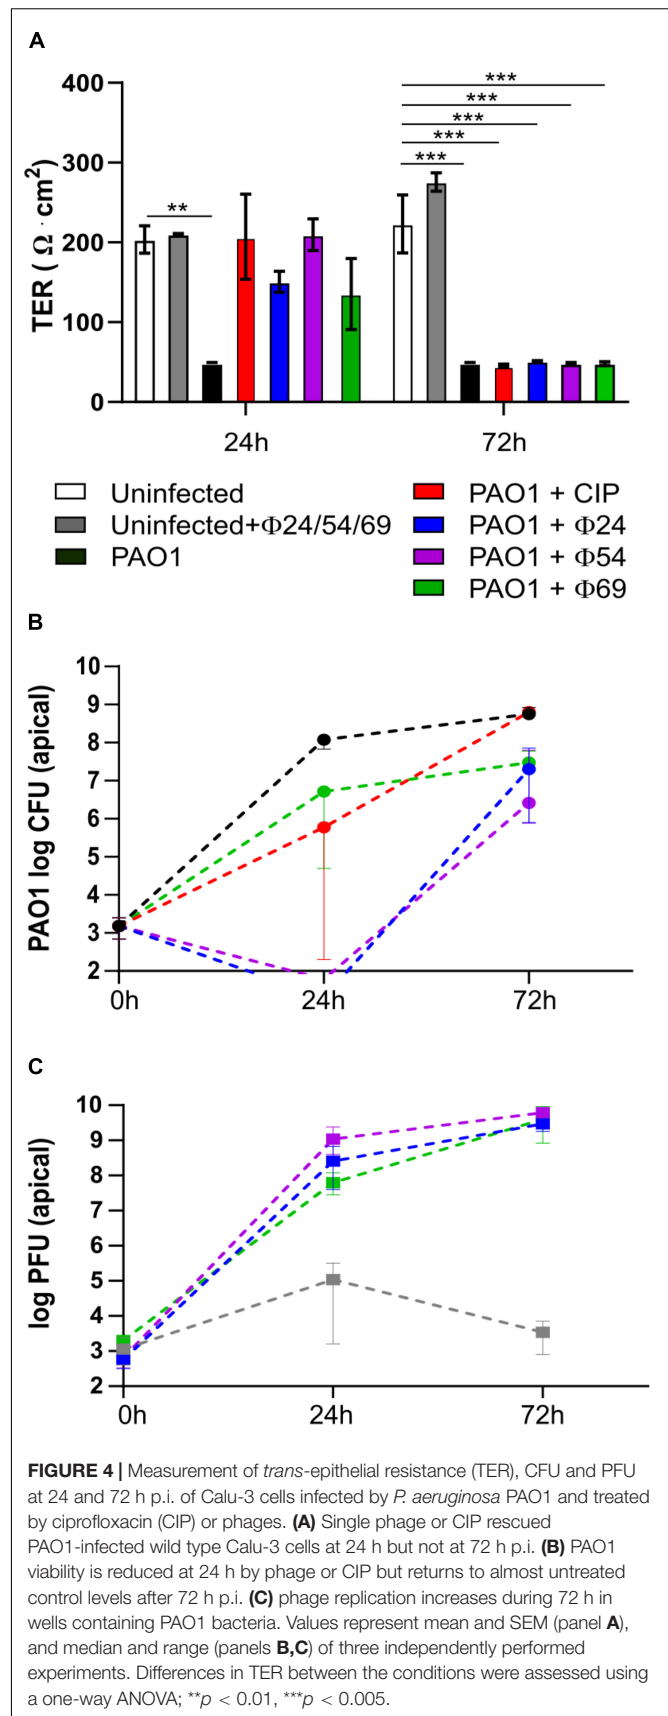 A
400
300
200
100
0
TER ( Ω · cm²)
**
***
***
***
***
***
24h
72h
Uninfected
Uninfected+Φ24/54/69
PAO1
PAO1 + CIP
PAO1 + Φ24
PAO1 + Φ54
PAO1 + Φ69
B
10
9
8
7
6
5
4
3
2
PAO1 log CFU (apical)
0h
24h
72h
C
10
9
8
7
6
5
4
3
2
log PFU (apical)
0h
24h
72h
FIGURE 4 | Measurement of trans-epithelial resistance (TER), CFU and PFU
at 24 and 72 h p.i. of Calu-3 cells infected by P. aeruginosa PAO1 and treated
by ciprofloxacin (CIP) or phages. (A) Single phage or CIP rescued
PAO1-infected wild type Calu-3 cells at 24 h but not at 72 h p.i. (B) PAO1
viability is reduced at 24 h by phage or CIP but returns to almost untreated
control levels after 72 h p.i. (C) phage replication increases during 72 h in
wells containing PAO1 bacteria. Values represent mean and SEM (panel A),
and median and range (panels B,C) of three independently performed
experiments. Differences in TER between the conditions were assessed using
a one-way ANOVA; **p < 0.01, ***p < 0.005.